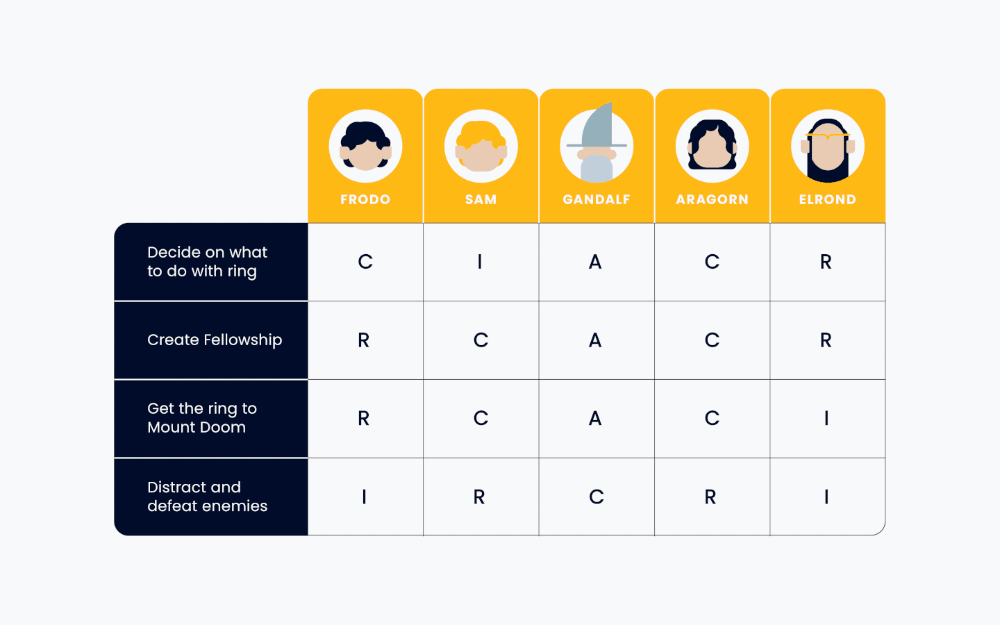 FRODO SAM GANDALF ARAGORN ELROND
Decide on what
to do with ring
C I A C R
Create Fellowship
R C A C R
Get the ring to
Mount Doom
R C A C I
Distract and
defeat enemies
I R C R I